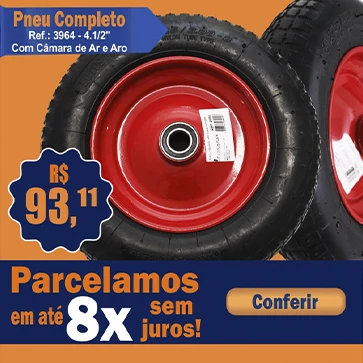 Pneu Completo
Ref.: 3964 - 4.1/2"
Com Câmara de Ar e Aro
R$
93,11
Parcelamos
em até 8x sem juros!
Conferir